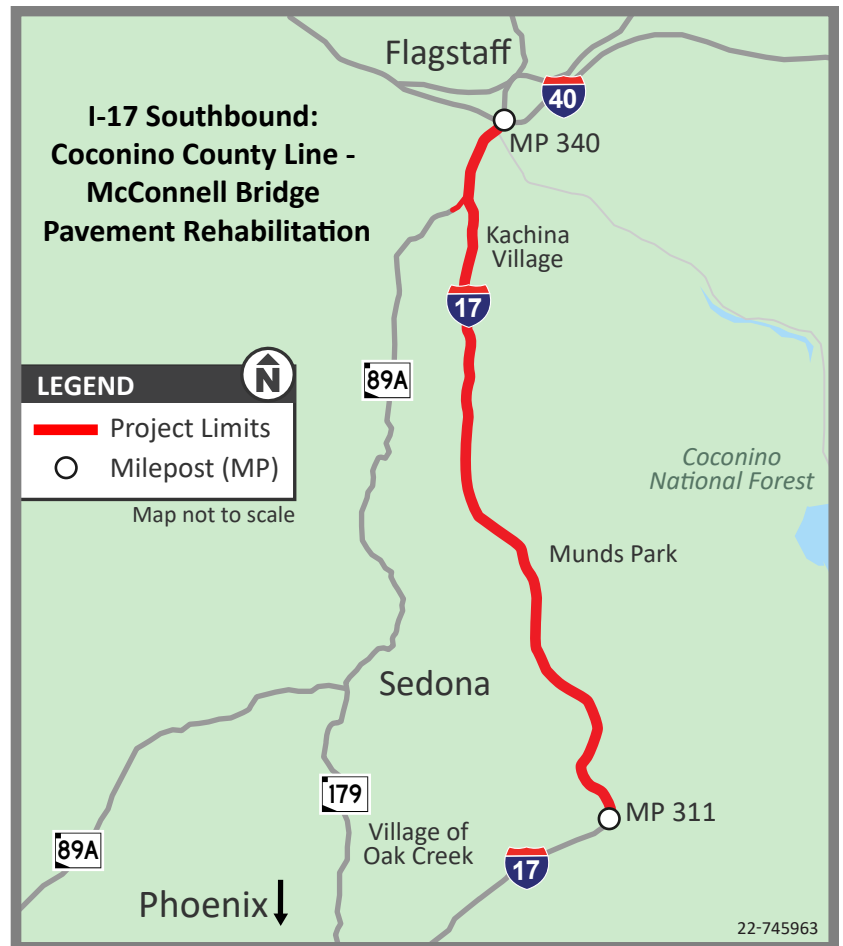 Flagstaff
40
I-17 Southbound:
Coconino County Line -
McConnell Bridge
Pavement Rehabilitation
MP 340
Kachina
Village
17
LEGEND
N
Project Limits
Milepost (MP)
Map not to scale
89A
Coconino
National Forest
Munds Park
Sedona
179
MP 311
Village of
Oak Creek
89A
17
Phoenix
22-745963